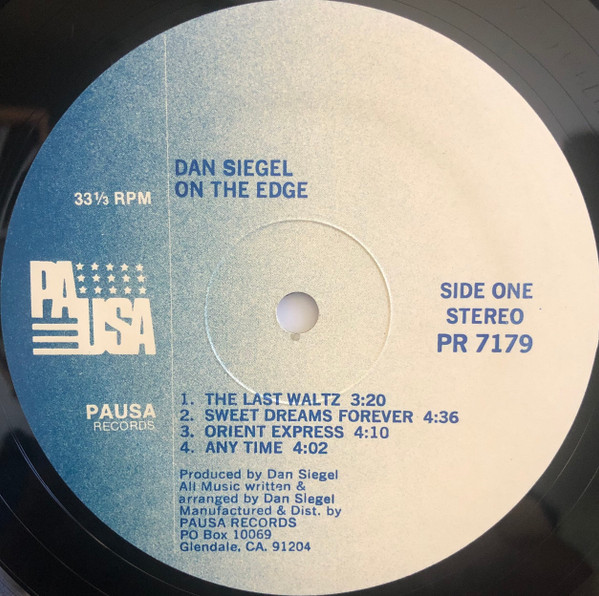 DAN SIEGEL
ON THE EDGE
33⅓ RPM
PAUSA
SIDE ONE
STEREO
PR 7179
PAUSA
RECORDS
1. THE LAST WALTZ 3:20
2. SWEET DREAMS FOREVER 4:36
3. ORIENT EXPRESS 4:10
4. ANY TIME 4:02
Produced by Dan Siegel
All Music written &
arranged by Dan Siegel
Manufactured & Dist. by
PAUSA RECORDS
PO Box 10069
Glendale, CA. 91204